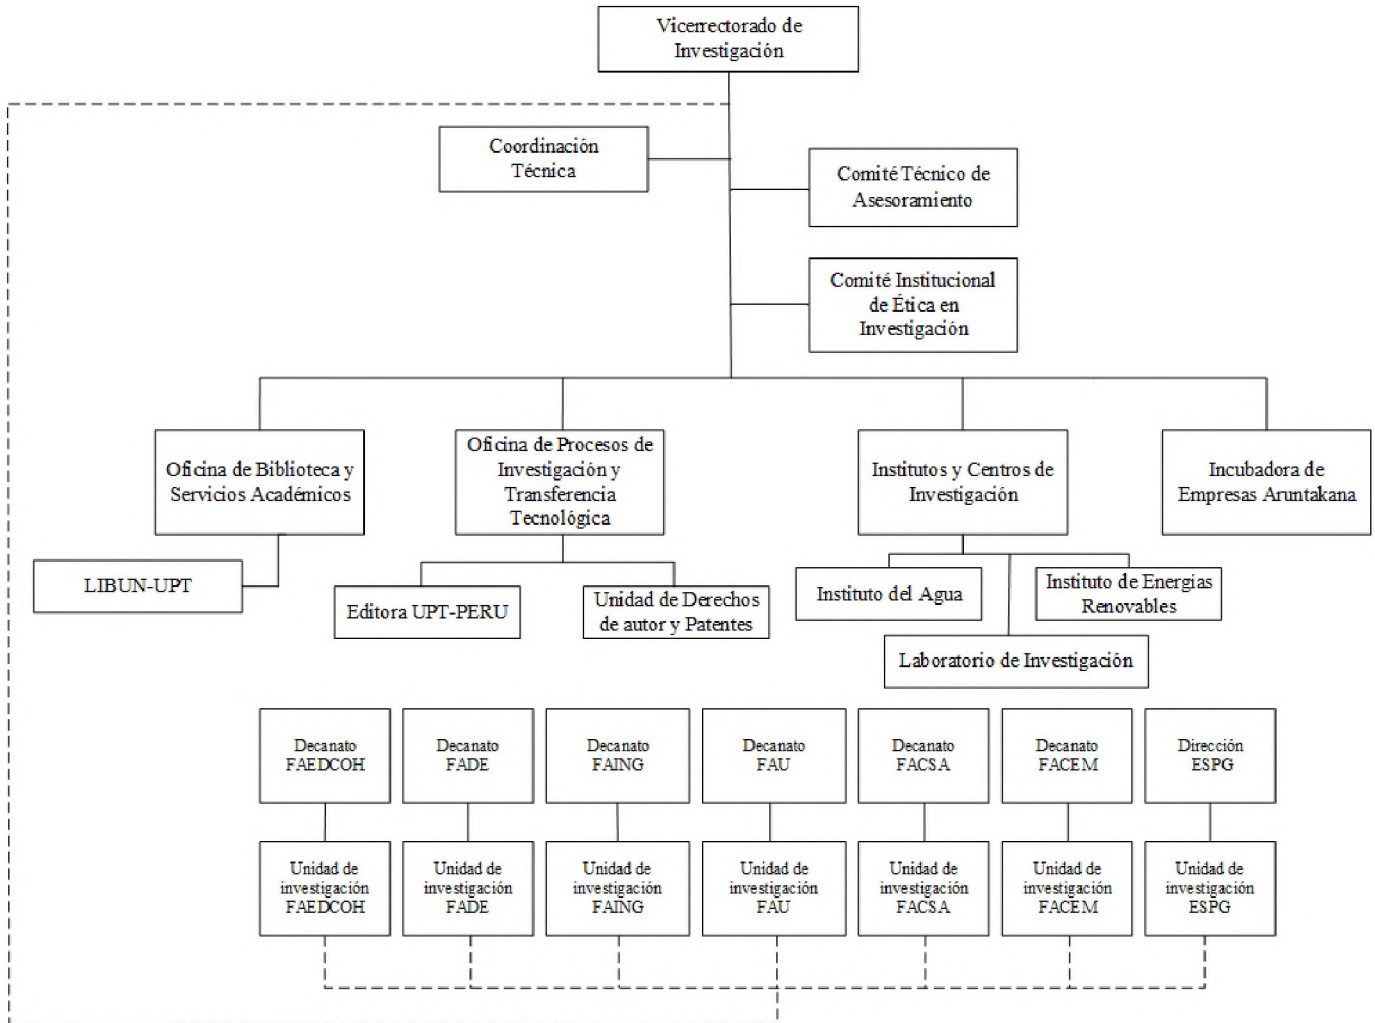 Vicerrectorado de
Investigación
Coordinación
Técnica
Comité Técnico de
Asesoramiento
Comité Institucional
de Ética en
Investigación
Oficina de Biblioteca y
Servicios Académicos
Oficina de Procesos de
Investigación y
Transferencia
Tecnológica
Institutos y Centros de
Investigación
Incubadora de
Empresas Aruntakana
LIBUN-UPT
Editora UPT-PERU
Unidad de Derechos
de autor y Patentes
Instituto del Agua
Instituto de Energías
Renovables
Laboratorio de Investigación
Decanato
FAEDCOH
Decanato
FADE
Decanato
FAING
Decanato
FAU
Decanato
FACSA
Decanato
FACEM
Dirección
ESPG
Unidad de
investigación
FAEDCOH
Unidad de
investigación
FADE
Unidad de
investigación
FAING
Unidad de
investigación
FAU
Unidad de
investigación
FACSA
Unidad de
investigación
FACEM
Unidad de
investigación
ESPG